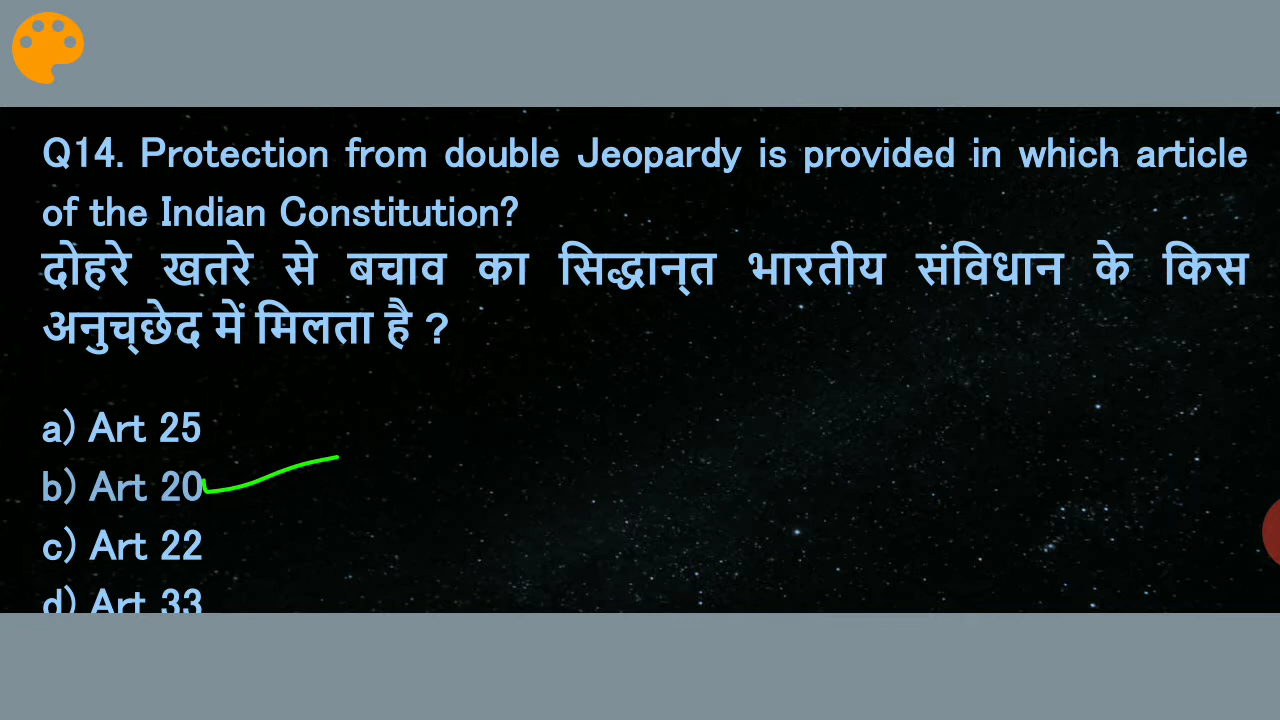 Q14. Protection from double Jeopardy is provided in which article
of the Indian Constitution?
दोहरे खतरे से बचाव का सिद्धान्‌त भारतीय संविधान के किस
अनुच्‌छेद में मिलता है ?
a) Art 25
b) Art 20
c) Art 22
d) Art 33